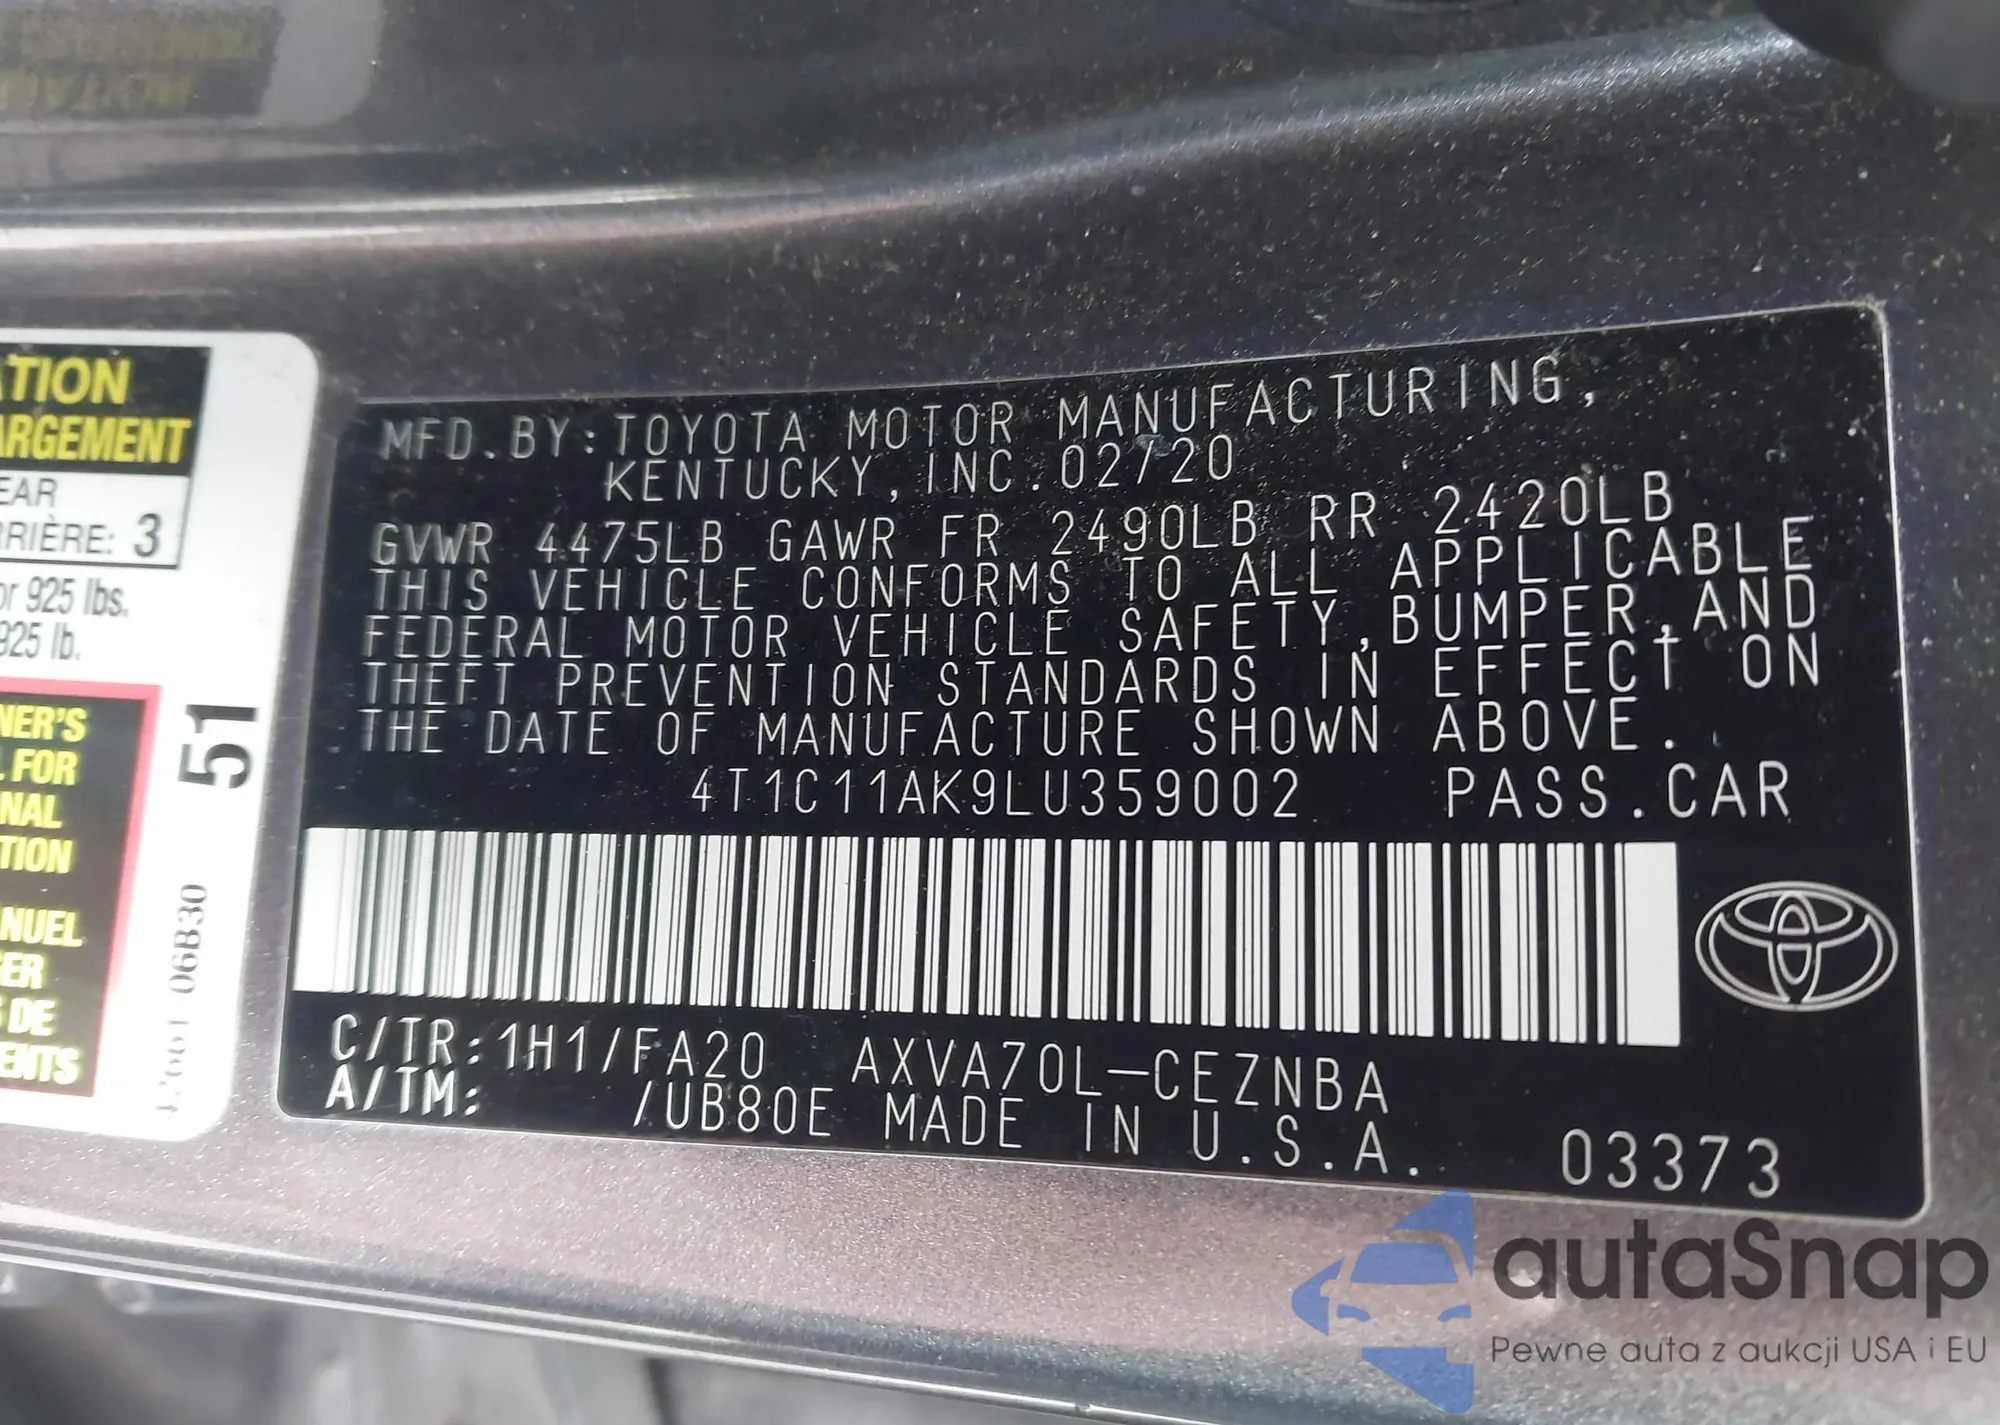 ATION
ARGEMENT
EAR
RRIÈRE: 3
or 925 lbs.
925 lb.
NER'S
L FOR
NAL
TION
NUEL
GER
S DE
ENTS
51
06B30
MFD.BY:TOYOTA MOTOR MANUFACTURING,
KENTUCKY,INC.02/20
GVWR 4475LB GAWR FR 2490LB RR 2420LB
THIS VEHICLE CONFORMS TO ALL APPLICABLE
FEDERAL MOTOR VEHICLE SAFETY,BUMPER,AND
THEFT PREVENTION STANDARDS IN EFFECT ON
THE DATE OF MANUFACTURE SHOWN ABOVE.
4T1C11AK9LU359002 PASS.CAR
C/TR:1H1/FA20 AXVA70L-CEZNBA
A/TM: /UB80E MADE IN U.S.A. 03373
autaSnap
Pewne auta z aukcji USA i EU